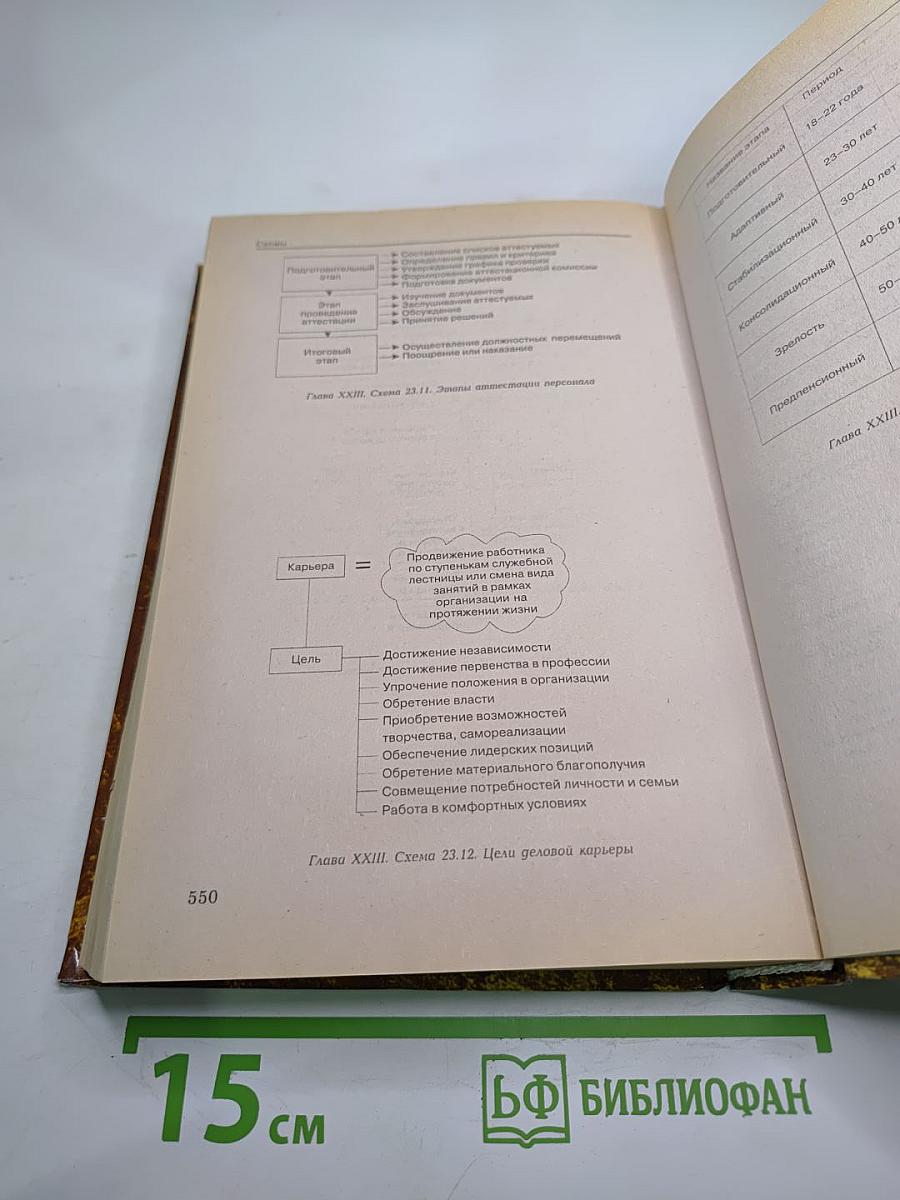 Схемы
Подготовительный
этап
Составление списков аттестуемых
Определение правил и критериев
Утверждение графика проверки
Формирование аттестационной комиссии
Подготовка документов
Этап
проведения
аттестации
Изучение документов
Заслушивание аттестуемых
Обсуждение
Принятие решений
Итоговый
этап
Осуществление должностных перемещений
Поощрение или наказание
Глава XXIII. Схема 23.11. Этапы аттестации персонала
Карьера
=
Продвижение работника
по ступенькам служебной
лестницы или смена вида
занятий в рамках
организации на
протяжении жизни
Цель
Достижение независимости
Достижение первенства в профессии
Упрочение положения в организации
Обретение власти
Приобретение возможностей
творчества, самореализации
Обеспечение лидерских позиций
Обретение материального благополучия
Совмещение потребностей личности и семьи
Работа в комфортных условиях
Глава XXIII. Схема 23.12. Цели деловой карьеры
550
Название этапа
Период
Подготовительный
18–22 года
Адаптивный
23–30 лет
Стабилизационный
30–40 лет
Консолидационный
40–50
Зрелость
50–
Предпенсионный
Глава XXIII.
15 см
БФ БИБЛИОФАН